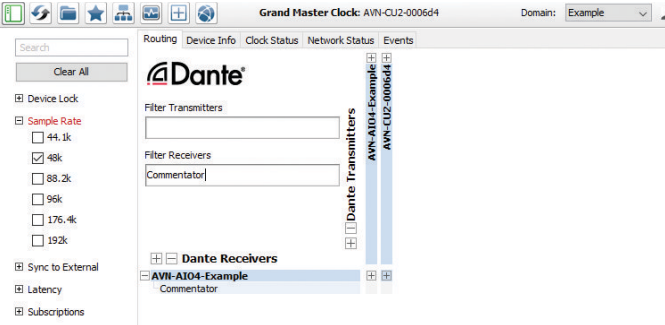 Grand Master Clock: AVN-CU2-0006d4
Domain: Example
Search
Clear All
Device Lock
Sample Rate
44.1k
48k
88.2k
96k
176.4k
192k
Sync to External
Latency
Subscriptions
Routing Device Info Clock Status Network Status Events
Dante®
Filter Transmitters
Filter Receivers
Commentator
Dante Transmitters
AVN-AIO4-Example
AVN-CU2-0006d4
Dante Receivers
AVN-AIO4-Example
Commentator